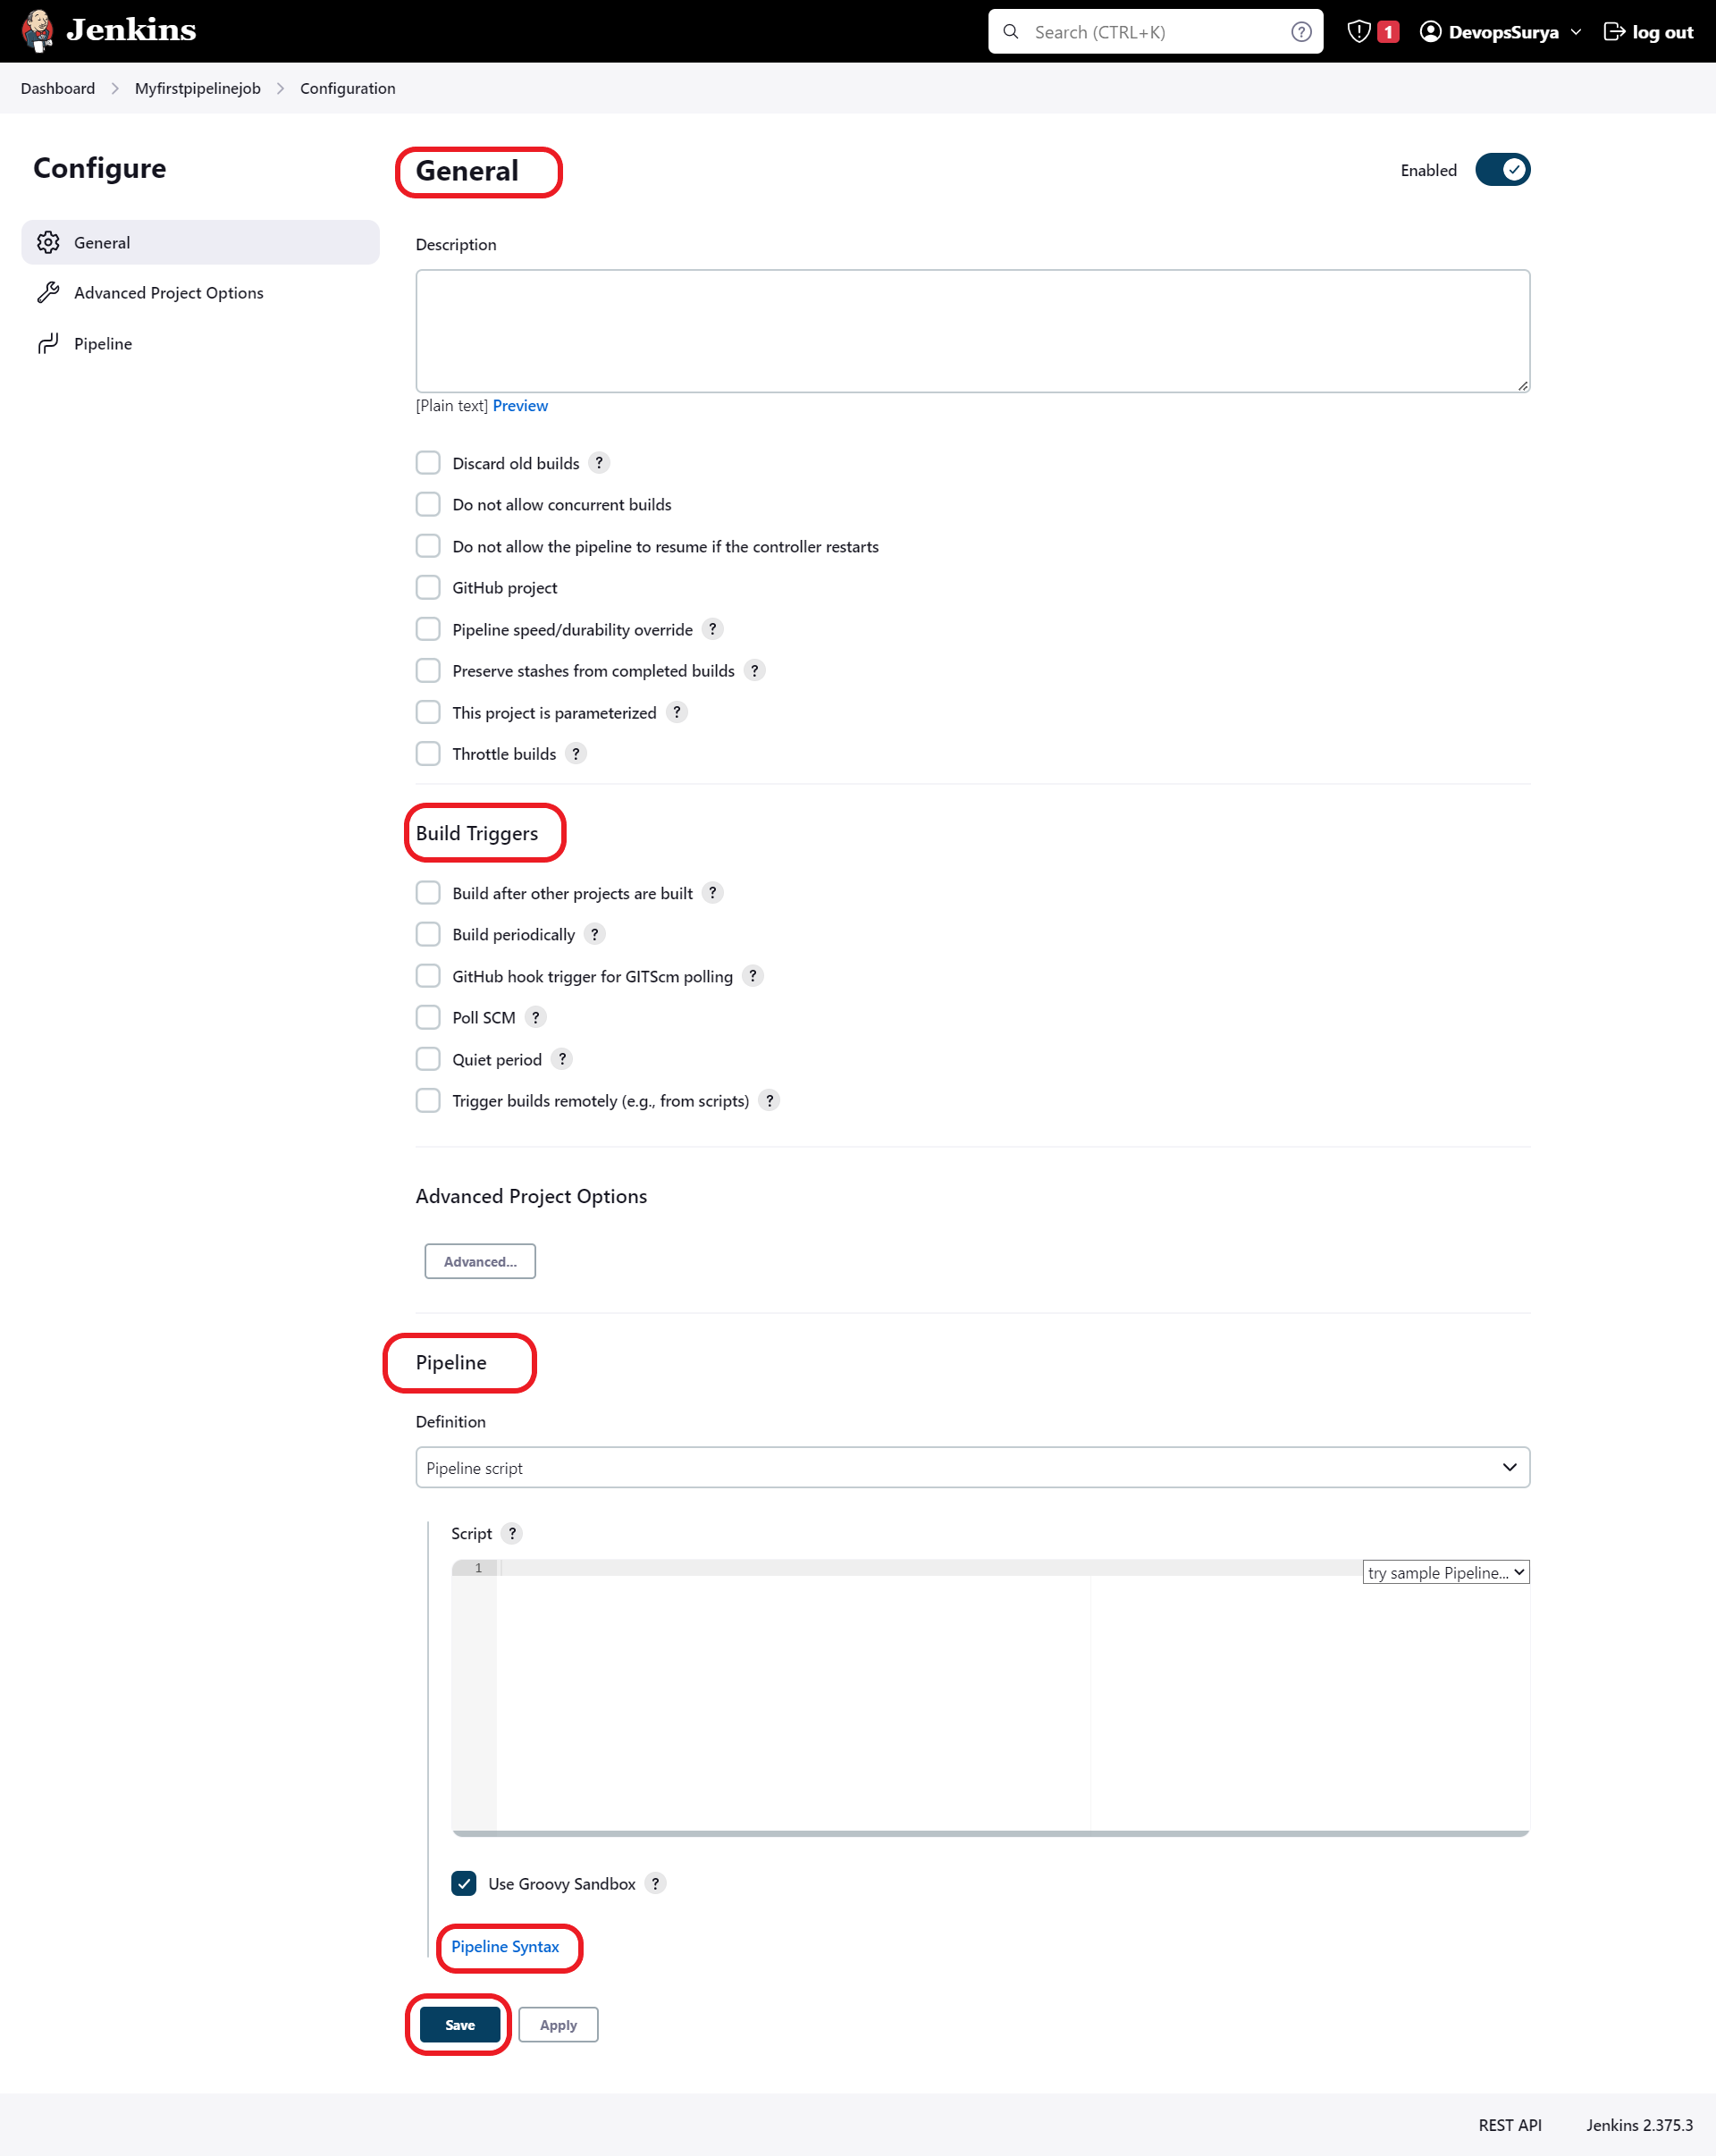 Jenkins
Search (CTRL+K)
?
1
DevopsSurya
log out
Dashboard
Myfirstpipelinejob
Configuration
Configure
General
Enabled
General
Advanced Project Options
Pipeline
Description
[Plain text] Preview
Discard old builds ?
Do not allow concurrent builds
Do not allow the pipeline to resume if the controller restarts
GitHub project
Pipeline speed/durability override ?
Preserve stashes from completed builds ?
This project is parameterized ?
Throttle builds ?
Build Triggers
Build after other projects are built ?
Build periodically ?
GitHub hook trigger for GITScm polling ?
Poll SCM ?
Quiet period ?
Trigger builds remotely (e.g., from scripts) ?
Advanced Project Options
Advanced...
Pipeline
Definition
Pipeline script
Script ?
1
try sample Pipeline...
Use Groovy Sandbox ?
Pipeline Syntax
Save
Apply
REST API
Jenkins 2.375.3